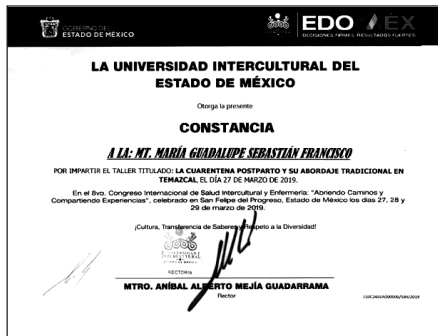 GOBIERNO DEL
ESTADO DE MÉXICO
EDOMÉX
DECISIONES FIRMES, RESULTADOS FUERTES
LA UNIVERSIDAD INTERCULTURAL DEL
ESTADO DE MÉXICO
Otorga la presente
CONSTANCIA
A LA: MT. MARÍA GUADALUPE SEBASTIÁN FRANCISCO
POR IMPARTIR EL TALLER TITULADO: LA CUARENTENA POSTPARTO Y SU ABORDAJE TRADICIONAL EN
TEMAZCAL, EL DÍA 27 DE MARZO DE 2019.
En el 8vo. Congreso Internacional de Salud Intercultural y Enfermería: "Abriendo Caminos y
Compartiendo Experiencias", celebrado en San Felipe del Progreso, Estado de México los días 27, 28 y
29 de marzo de 2019.
¡Cultura, Transferencia de Saberes y Respeto a la Diversidad!
UNIVERSIDAD
INTERCULTURAL
RECTORIA
MTRO. ANÍBAL ALBERTO MEJÍA GUADARRAMA
Rector